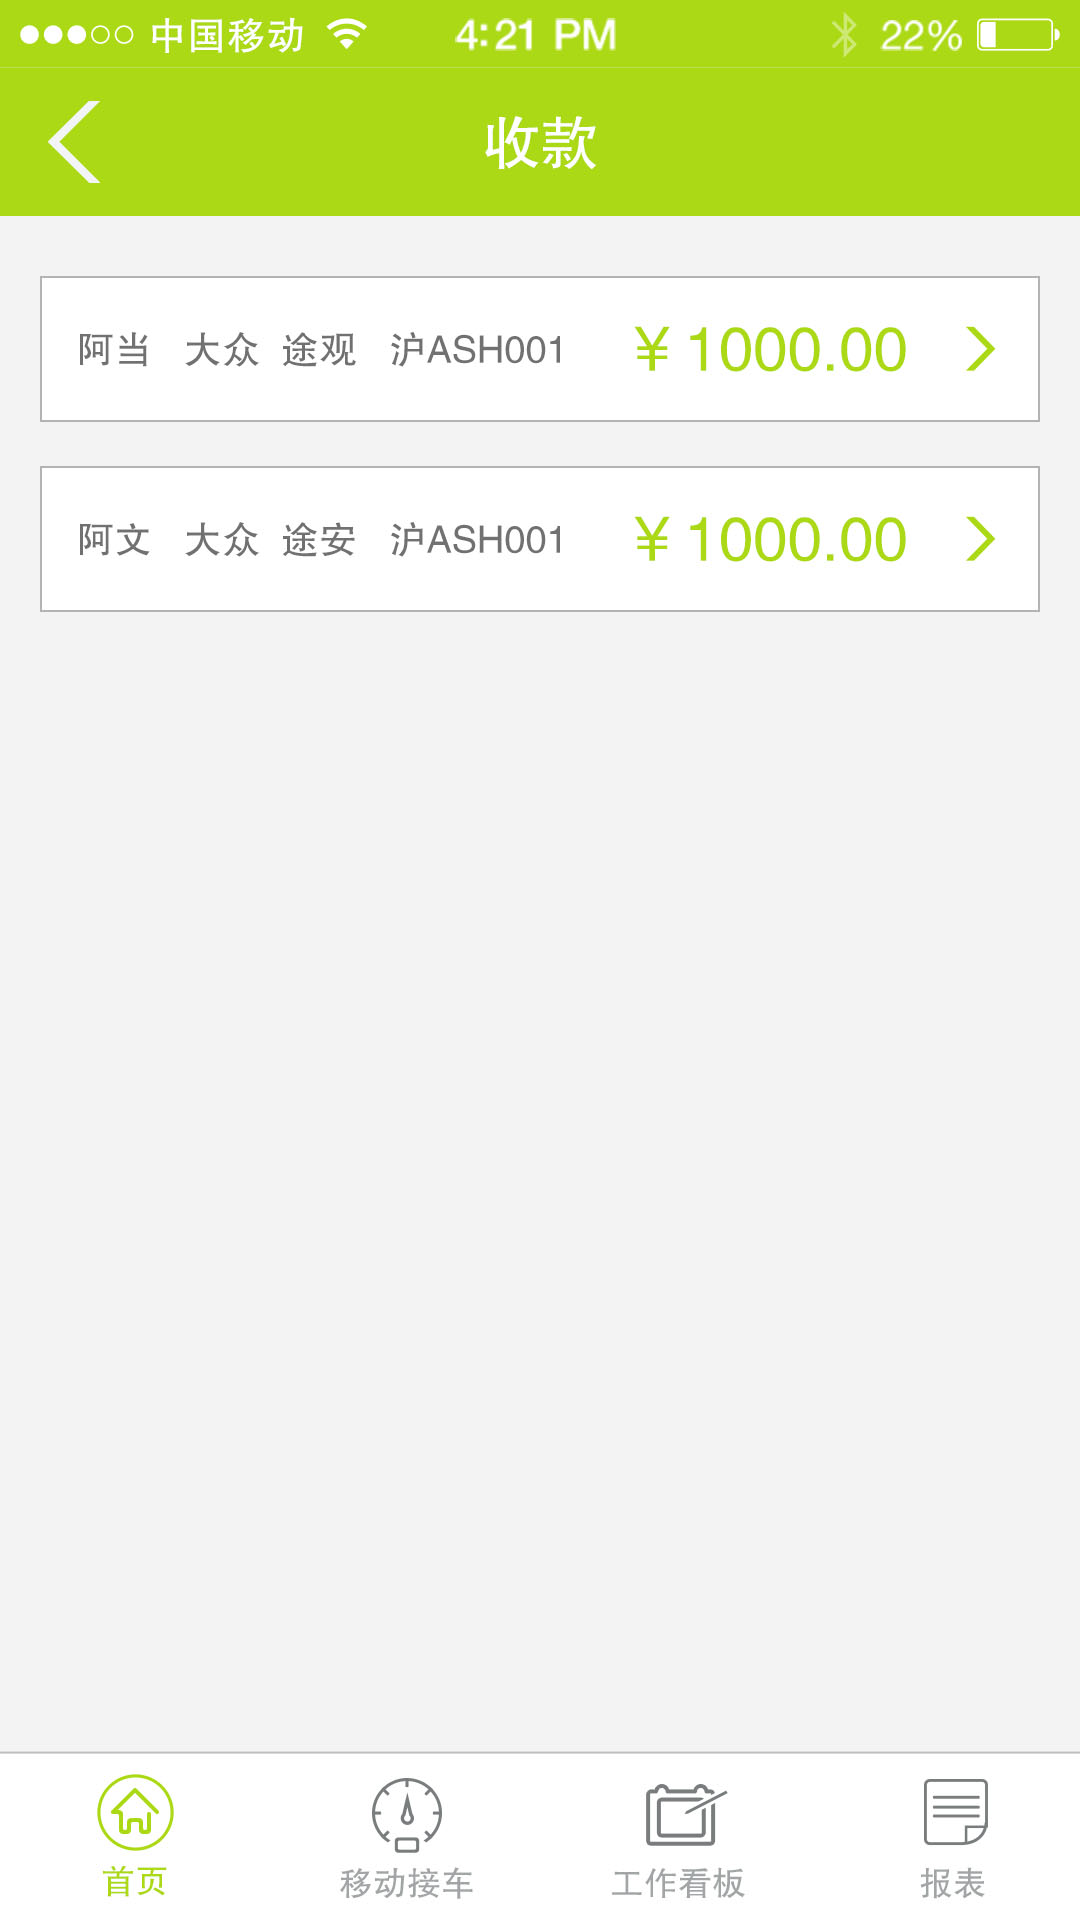 中国移动 4:21 PM 22%
收款
阿当 大众 途观 沪ASH001 ¥1000.00
阿文 大众 途安 沪ASH001 ¥1000.00
首页 移动接车 工作看板 报表